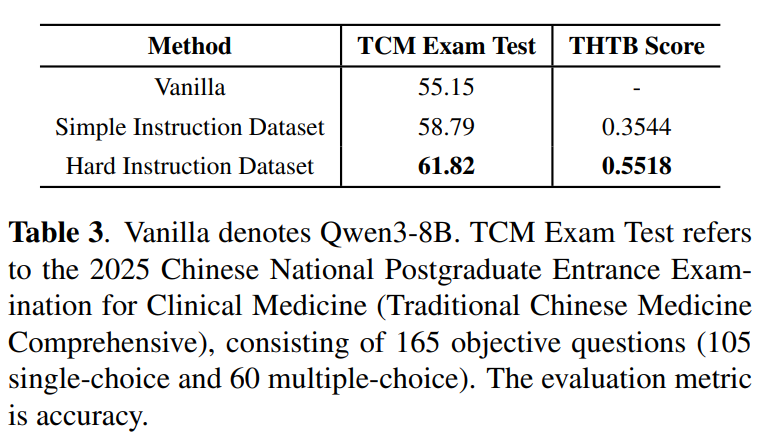 Method TCM Exam Test THTB Score
Vanilla 55.15 -
Simple Instruction Dataset 58.79 0.3544
Hard Instruction Dataset 61.82 0.5518
Table 3. Vanilla denotes Qwen3-8B. TCM Exam Test refers
to the 2025 Chinese National Postgraduate Entrance Exam-
ination for Clinical Medicine (Traditional Chinese Medicine
Comprehensive), consisting of 165 objective questions (105
single-choice and 60 multiple-choice). The evaluation metric
is accuracy.